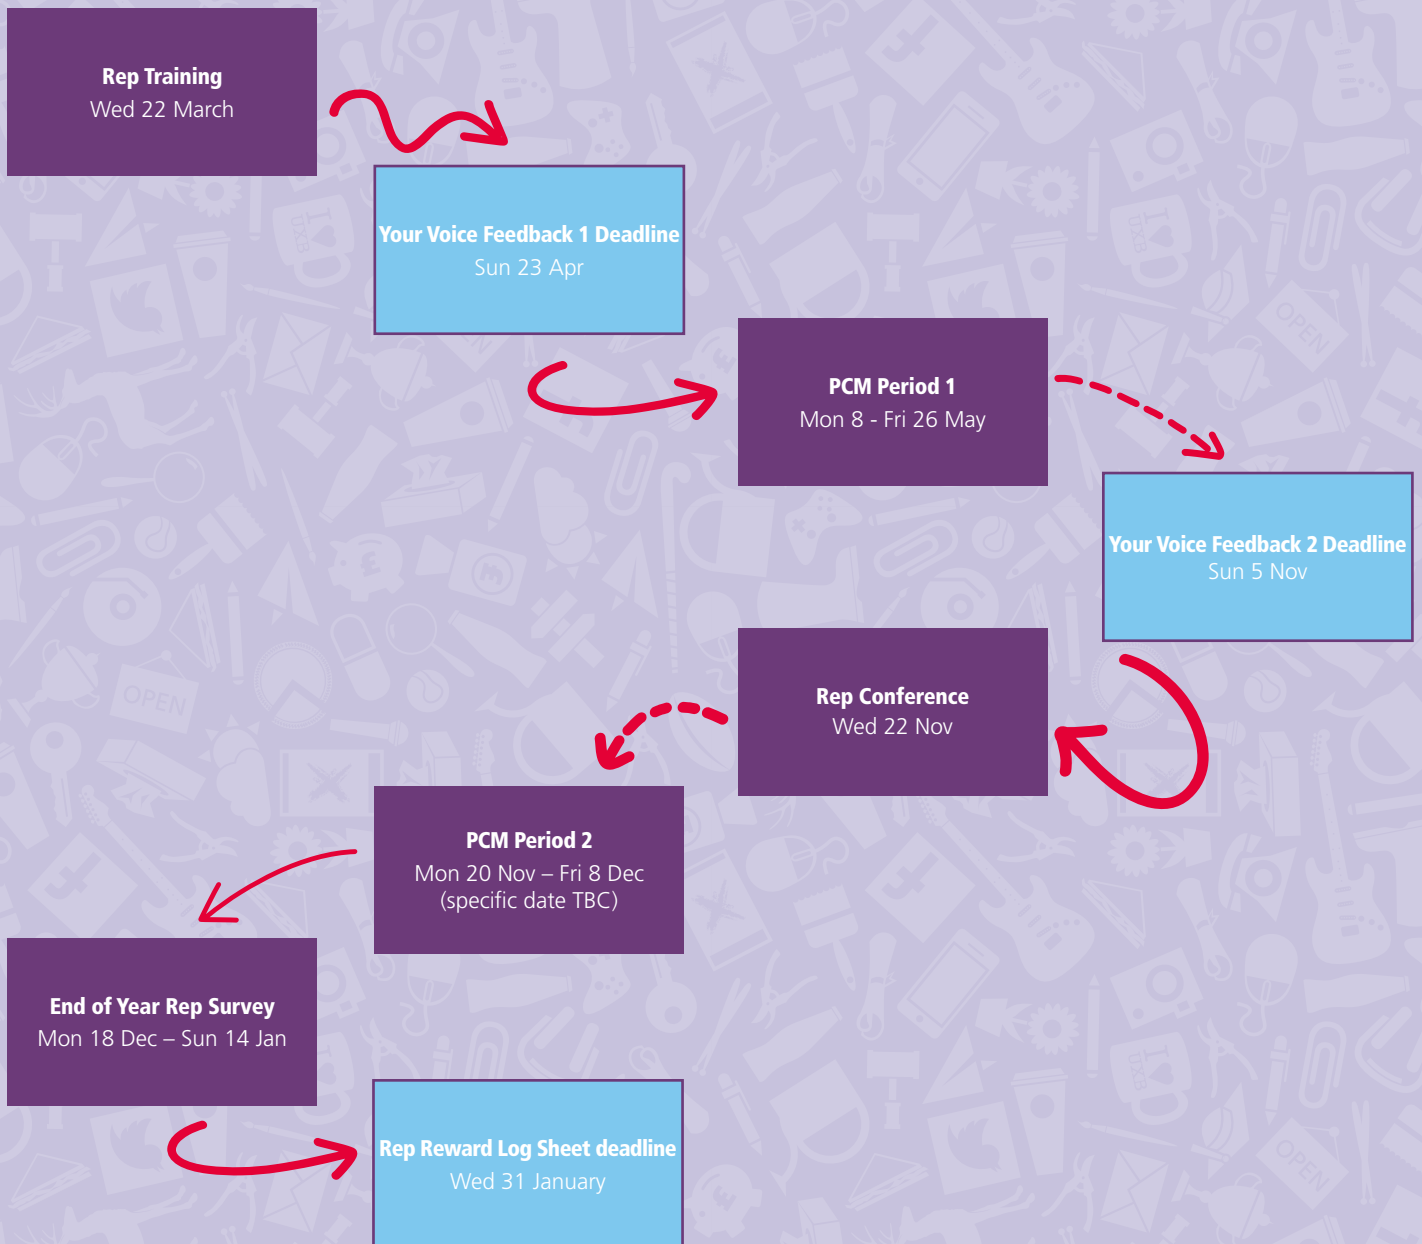 Rep Training
Wed 22 March
Your Voice Feedback 1 Deadline
Sun 23 Apr
PCM Period 1
Mon 8 - Fri 26 May
Your Voice Feedback 2 Deadline
Sun 5 Nov
Rep Conference
Wed 22 Nov
PCM Period 2
Mon 20 Nov – Fri 8 Dec
(specific date TBC)
End of Year Rep Survey
Mon 18 Dec – Sun 14 Jan
Rep Reward Log Sheet deadline
Wed 31 January
OPEN
OPEN
OPEN